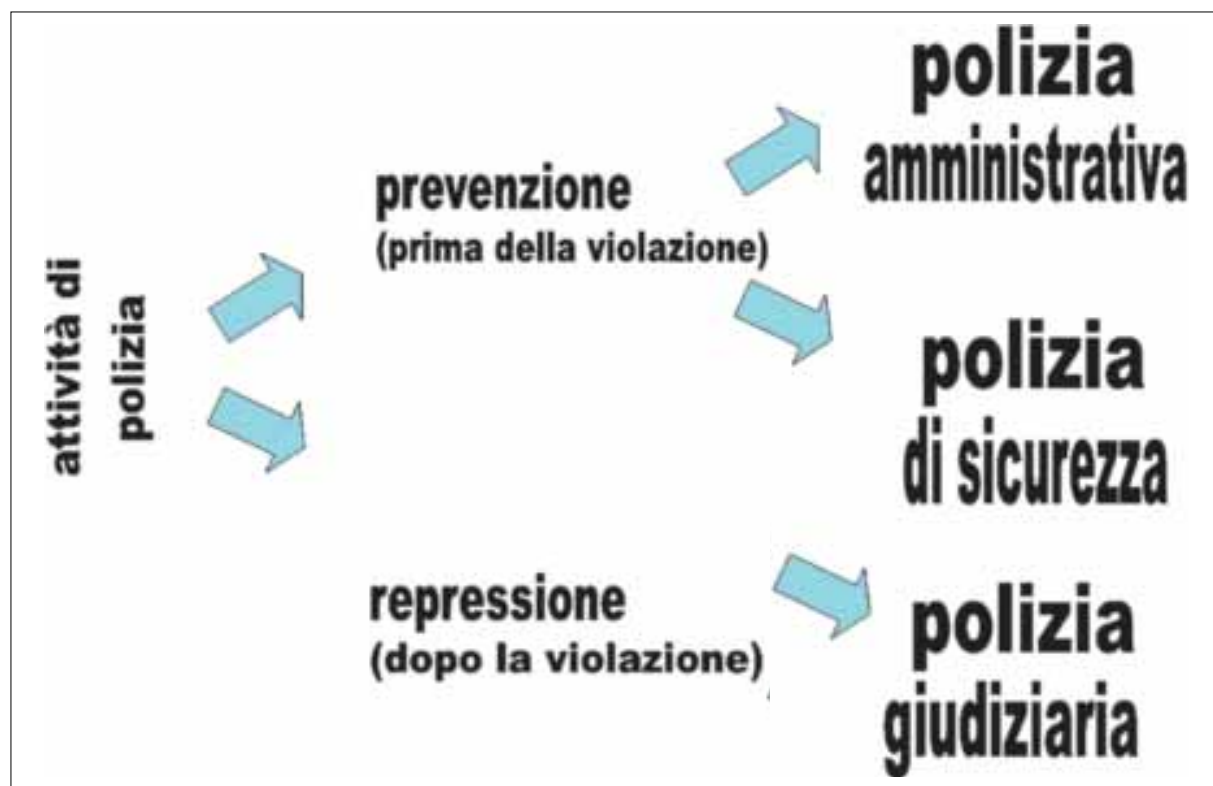 attività di
polizia
prevenzione
(prima della violazione)
repressione
(dopo la violazione)
polizia
amministrativa
polizia
di sicurezza
polizia
giudiziaria